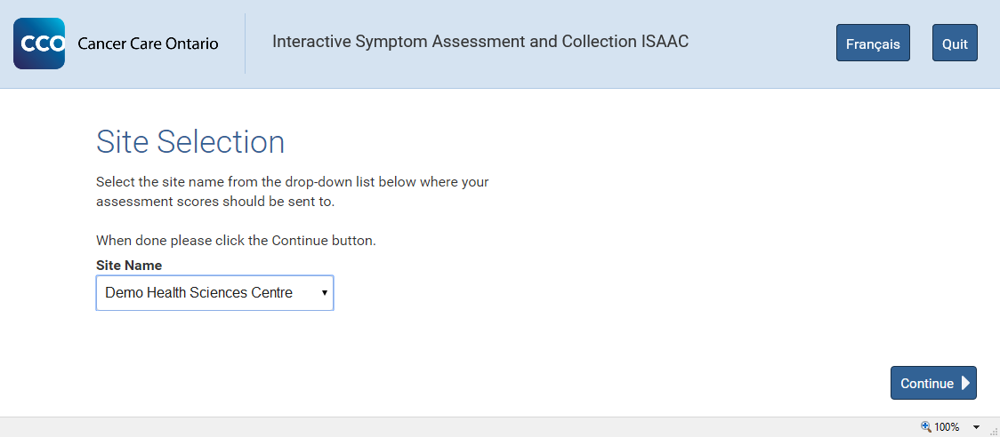 CCO Cancer Care Ontario
Interactive Symptom Assessment and Collection ISAAC
Français
Quit
Site Selection
Select the site name from the drop-down list below where your
assessment scores should be sent to.
When done please click the Continue button.
Site Name
Demo Health Sciences Centre
Continue
100%